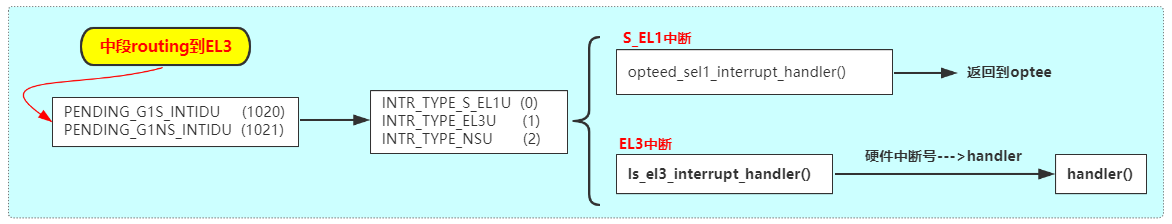 中段routing到EL3
PENDING_G1S_INTIDU (1020)
PENDING_G1NS_INTIDU (1021)
INTR_TYPE_S_EL1U (0)
INTR_TYPE_EL3U (1)
INTR_TYPE_NSU (2)
S_EL1中断
opteed_sel1_interrupt_handler()
返回到optee
EL3中断
ls_el3_interrupt_handler()
硬件中断号--->handler
handler()